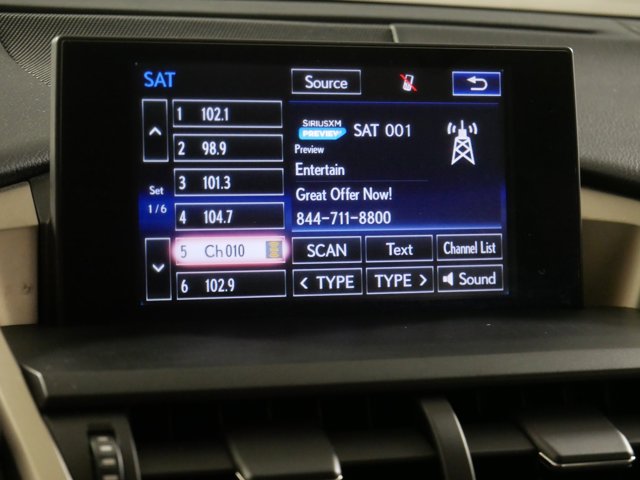 SAT
Source
1 102.1
2 98.9
3 101.3
4 104.7
5 Ch 010
6 102.9
Set
1/6
SIRIUSXM
PREVIEW
SAT 001
Preview
Entertain
Great Offer Now!
844-711-8800
SCAN Text Channel List
< TYPE TYPE > Sound